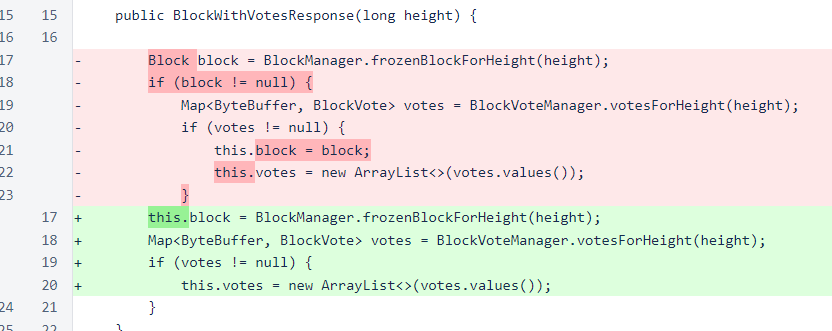 15 15 public BlockWithVotesResponse(long height) {
16 16
17 - Block block = BlockManager.frozenBlockForHeight(height);
18 - if (block != null) {
19 - Map<ByteBuffer, BlockVote> votes = BlockVoteManager.votesForHeight(height);
20 - if (votes != null) {
21 - this.block = block;
22 - this.votes = new ArrayList<>(votes.values());
23 - }
17 + this.block = BlockManager.frozenBlockForHeight(height);
18 + Map<ByteBuffer, BlockVote> votes = BlockVoteManager.votesForHeight(height);
19 + if (votes != null) {
20 + this.votes = new ArrayList<>(votes.values());
24 21 }
25 22 }